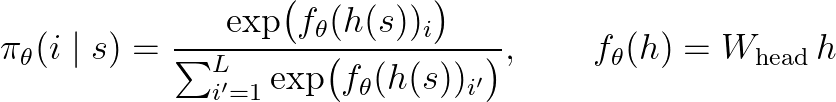 π_θ(i | s) = exp(f_θ(h(s))_i) / ∑_{i′=1}^{L} exp(f_θ(h(s))_{i′}), f_θ(h) = W_head h